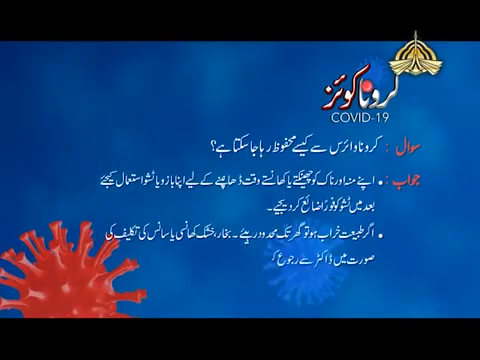 کرونا کوئز
COVID-19
سوال : کرونا وائرس سے کیسے محفوظ رہا جا سکتا ہے؟
جواب : • اپنے منہ اور ناک کو چھینکتے یا کھانستے وقت ڈھانپنے کے لیے اپنا بازو یا ٹشو استعمال کیجئے
بعد میں ٹشو کو فوراً ضائع کر دیجیے۔
• اگر طبیعت خراب ہو تو گھر تک محدود رہیئے۔ بخار، خشک کھانسی یا سانس کی تکلیف کی
صورت میں ڈاکٹر سے رجوع ک